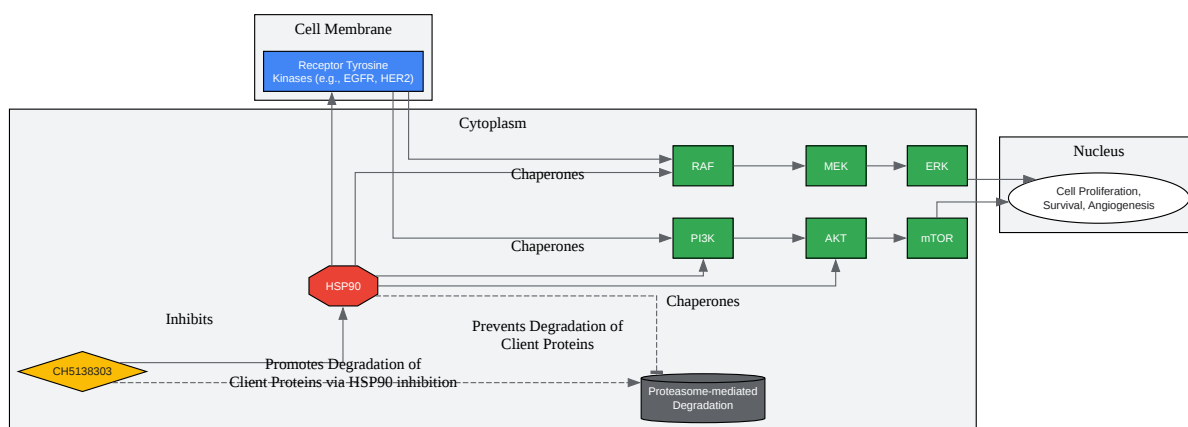 Cell Membrane
Receptor Tyrosine
Kinases (e.g., EGFR, HER2)
Cytoplasm
RAF
MEK
ERK
Nucleus
Cell Proliferation,
Survival, Angiogenesis
Chaperones
PI3K
AKT
mTOR
Chaperones
HSP90
Chaperones
Inhibits
Prevents Degradation of
Client Proteins
CH5138303
Promotes Degradation of
Client Proteins via HSP90 inhibition
Proteasome-mediated
Degradation